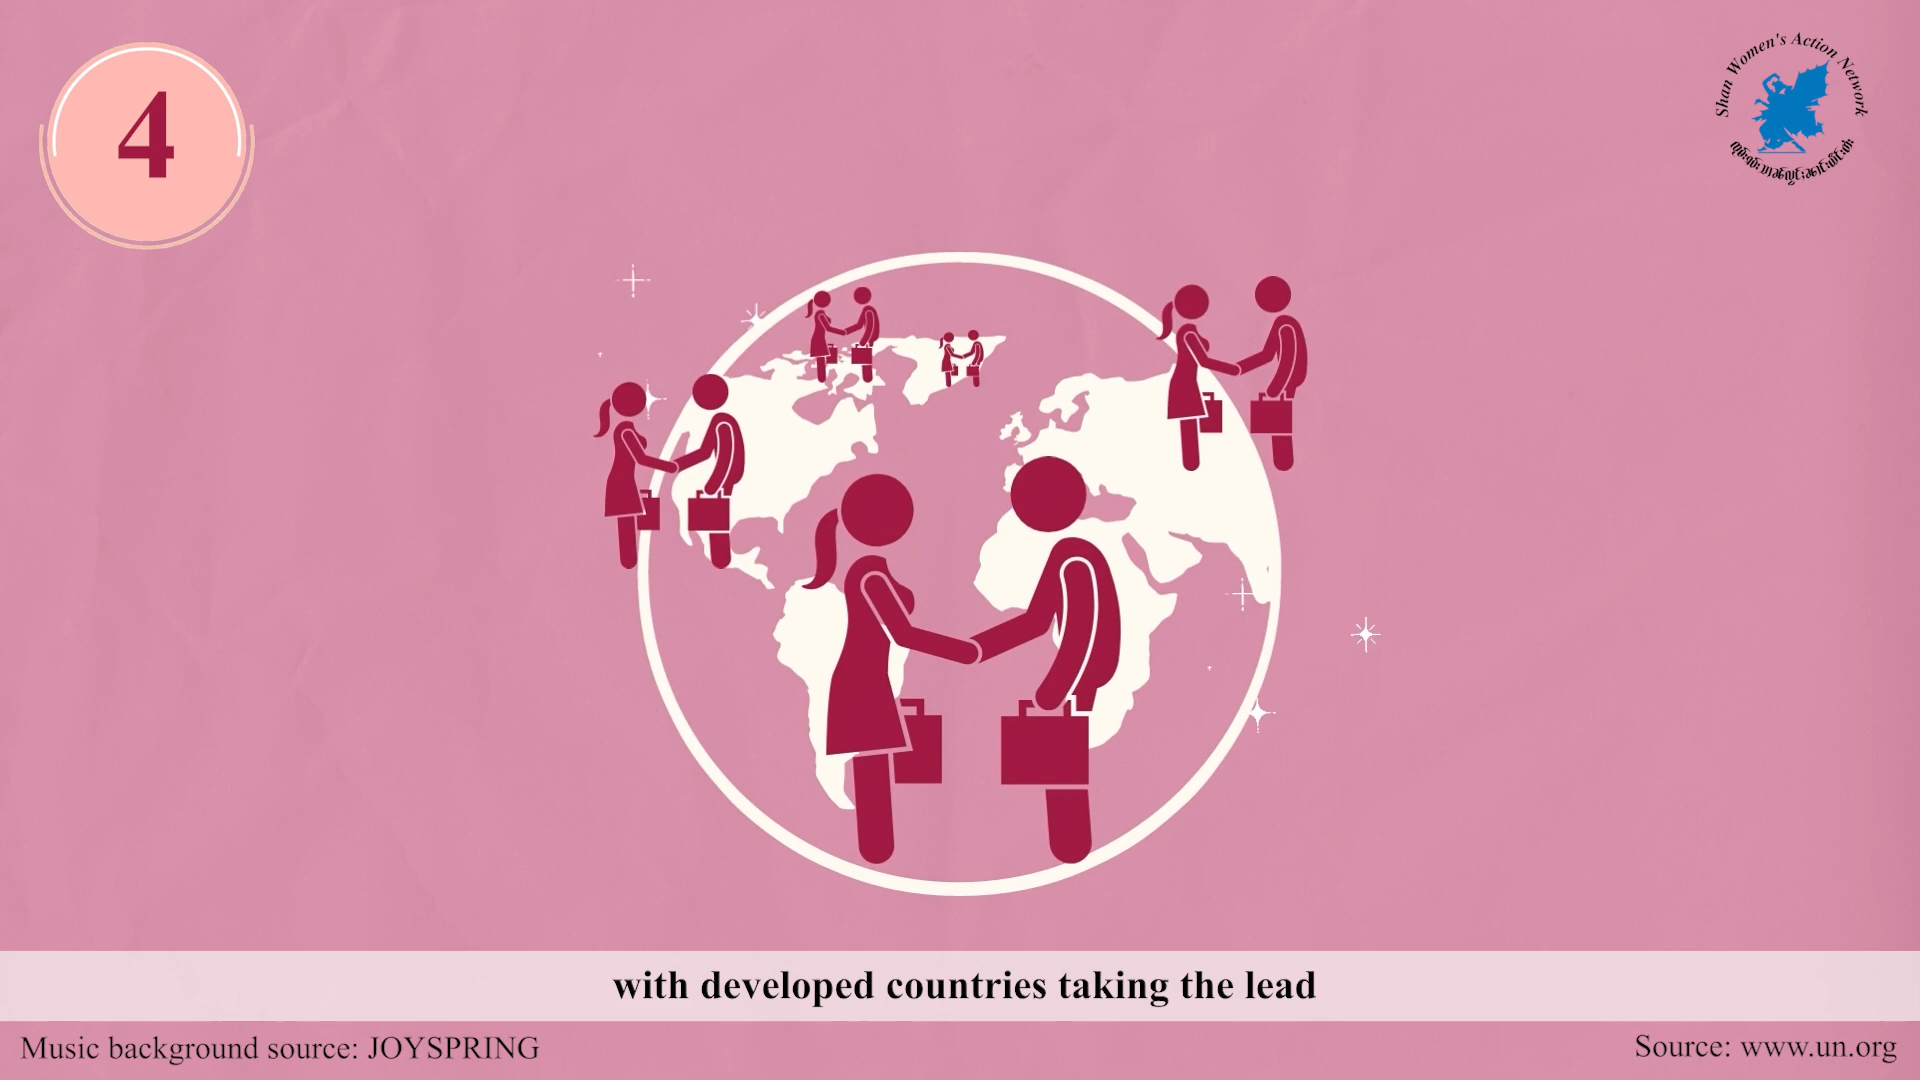 4
Shan Women's Action Network
with developed countries taking the lead
Music background source: JOYSPRING
Source: www.un.org